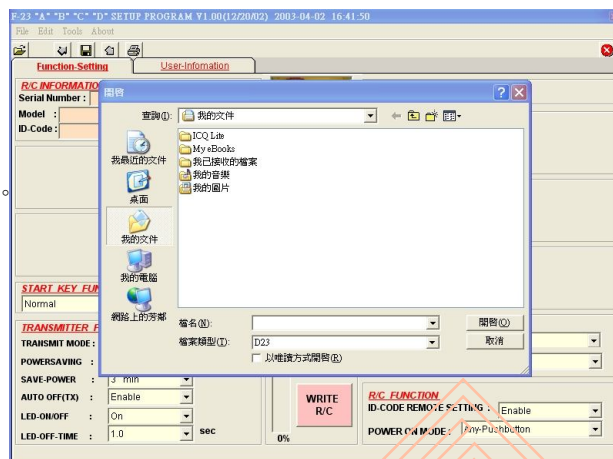 F-23 "A" "B" "C" "D" SETUP PROGRAM V1.00(12/20/02) 2003-04-02 16:41:50
File Edit Tools About
Function-Setting User-Infomation
R/C INFORMATIO
Serial Number :
Model :
ID-Code :
開啓
查詢(I): 我的文件
我最近的文件
桌面
我的文件
我的電腦
網路上的芳鄰
ICQ Lite
My eBooks
我已接收的檔案
我的音樂
我的圖片
檔名(N): 開啓(O)
檔案類型(T): D23 取消
以唯讀方式開啓(R)
START KEY FUN
Normal
TRANSMITTER F
TRANSMIT MODE:
POWERSAVING :
SAVE-POWER : 3 min
AUTO OFF(TX) : Enable
LED-ON/OFF : On
LED-OFF-TIME : 1.0 sec
0%
WRITE
R/C
R/C FUNCTION
ID-CODE REMOTE SETTING : Enable
POWER ON MODE : Any-Pushbotton